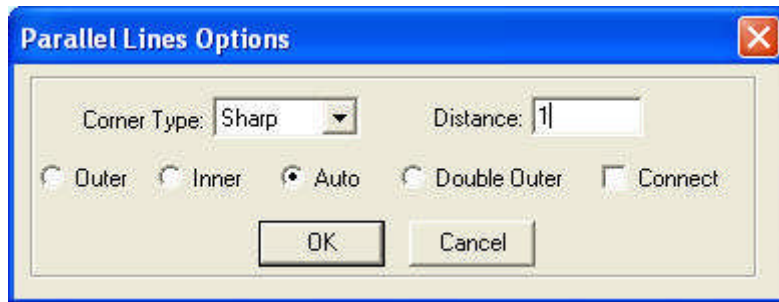 Parallel Lines Options
Corner Type: Sharp Distance: 1
Outer Inner Auto Double Outer Connect
OK Cancel